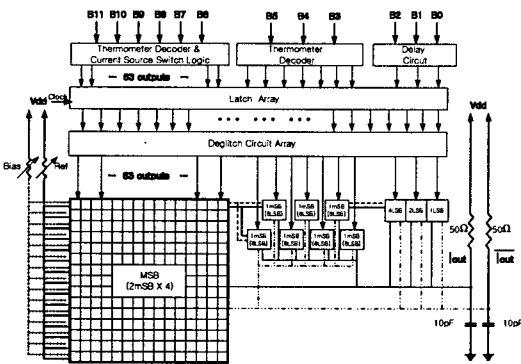 B11 B10 B9 B8 B7 B6 B5 B4 B3 B2 B1 B0
Thermometer Decoder &
Current Source Switch Logic
Thermometer
Decoder
Delay
Circut
63 outputs
Vdd
Clock
Latch Array
Vdd
Deglitch Circuit Array
Bias
Ref
63 outputs
1mSB
[8LSB]
1mSB
[8LSB]
1mSB
[8LSB]
4LSB 2LSB 1LSB
1mSB
[8LSB]
1mSB
[8LSB]
1mSB
[8LSB]
1mSB
[8LSB]
50Ω 50Ω
Iout Iout
MSB
(2mSB X 4)
10pF 10pF